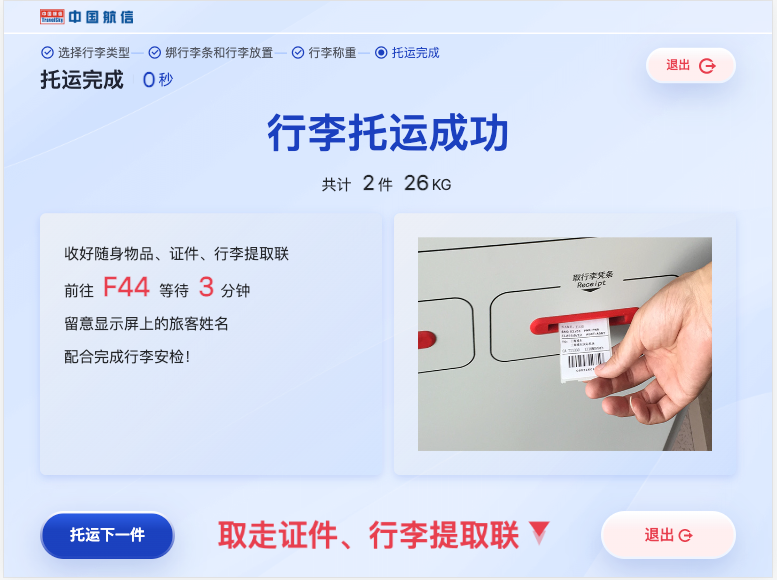 中国航信
TravelSky
中国航信
选择行李类型
绑行李条和行李放置
行李称重
托运完成
托运完成 0秒
退出
行李托运成功
共计 2件 26KG
收好随身物品、证件、行李提取联
前往 F44 等待 3 分钟
留意显示屏上的旅客姓名
配合完成行李安检!
取行李凭条
Receipt
托运下一件
取走证件、行李提取联
退出